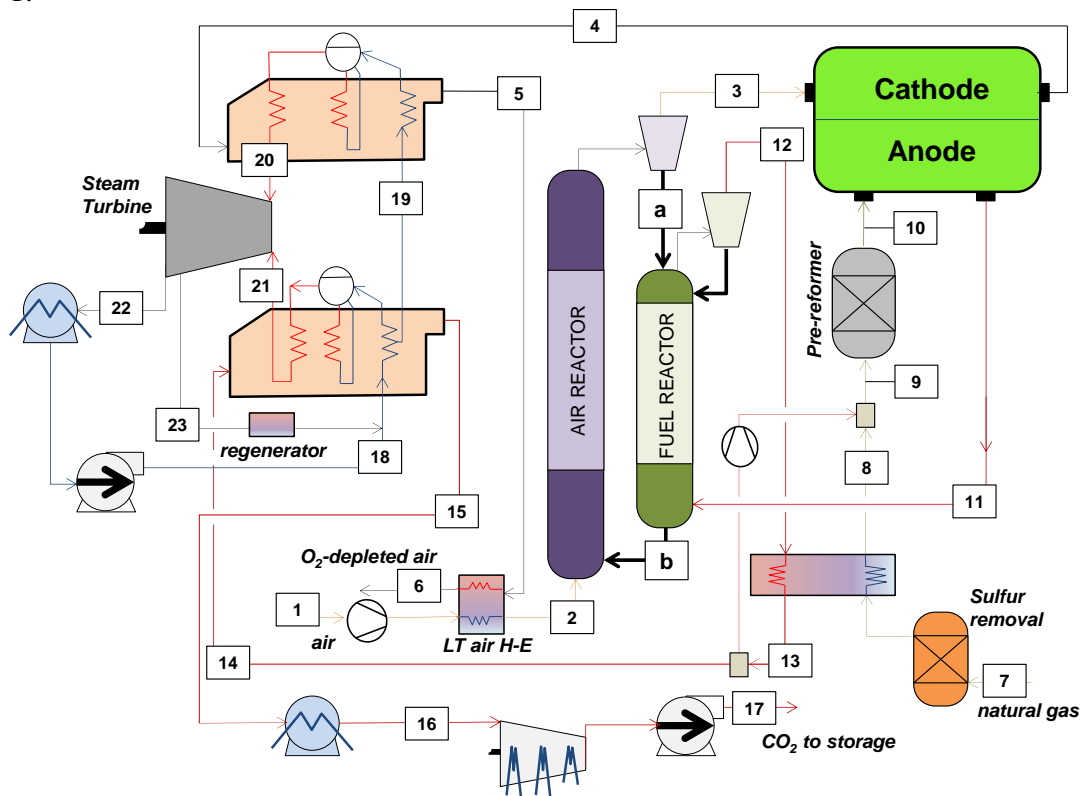 4
5
3
Cathode
Anode
12
20
Steam
Turbine
19
a
10
21
22
AIR REACTOR
FUEL REACTOR
Pre-reformer
9
23
regenerator
18
8
11
15
b
O2-depleted air
6
1
air
2
LT air H-E
Sulfur
removal
14
13
7
natural gas
16
17
CO2 to storage